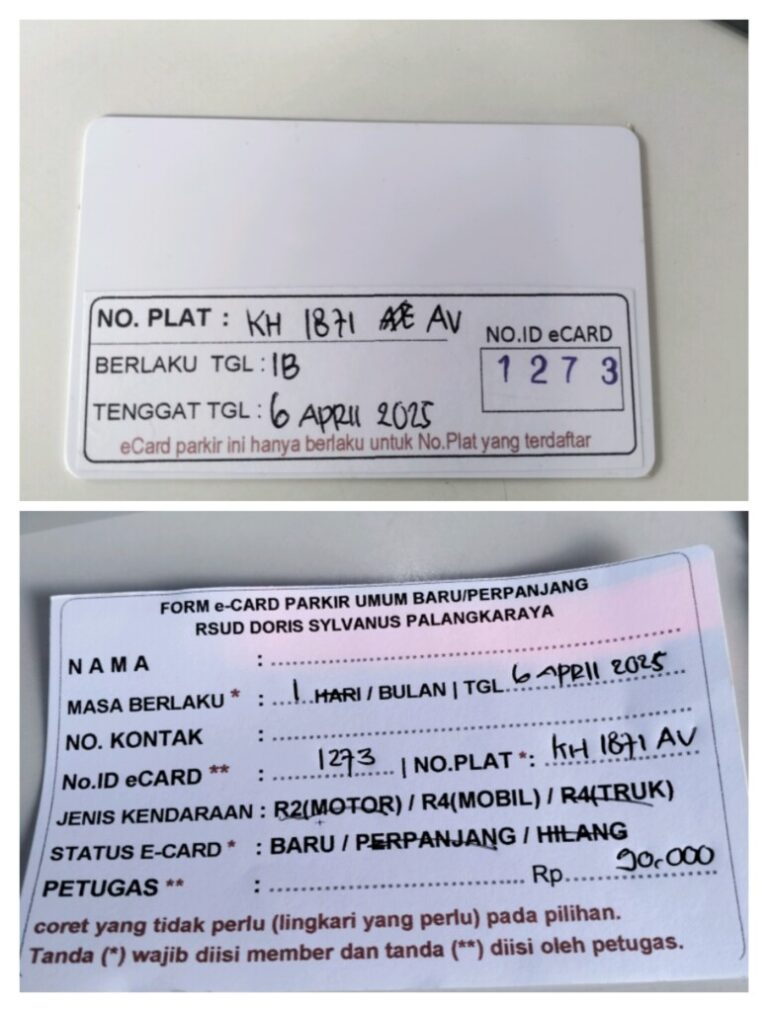 NO. PLAT : KH 1871 AE AV
NO.ID eCARD
BERLAKU TGL : 1B
1273
TENGGAT TGL : 6 APRIL 2025
eCard parkir ini hanya berlaku untuk No.Plat yang terdaftar
FORM e-CARD PARKIR UMUM BARU/PERPANJANG
RSUD DORIS SYLVANUS PALANGKARAYA
NAMA :
MASA BERLAKU * : 1 HARI / BULAN | TGL 6 APRIL 2025
NO. KONTAK :
No.ID eCARD ** : 1273 | NO.PLAT *: KH 1871 AV
JENIS KENDARAAN : R2(MOTOR) / R4(MOBIL) / R4(TRUK)
STATUS E-CARD * : BARU / PERPANJANG / HILANG
PETUGAS ** : Rp. 90.000
coret yang tidak perlu (lingkari yang perlu) pada pilihan.
Tanda (*) wajib diisi member dan tanda (**) diisi oleh petugas.